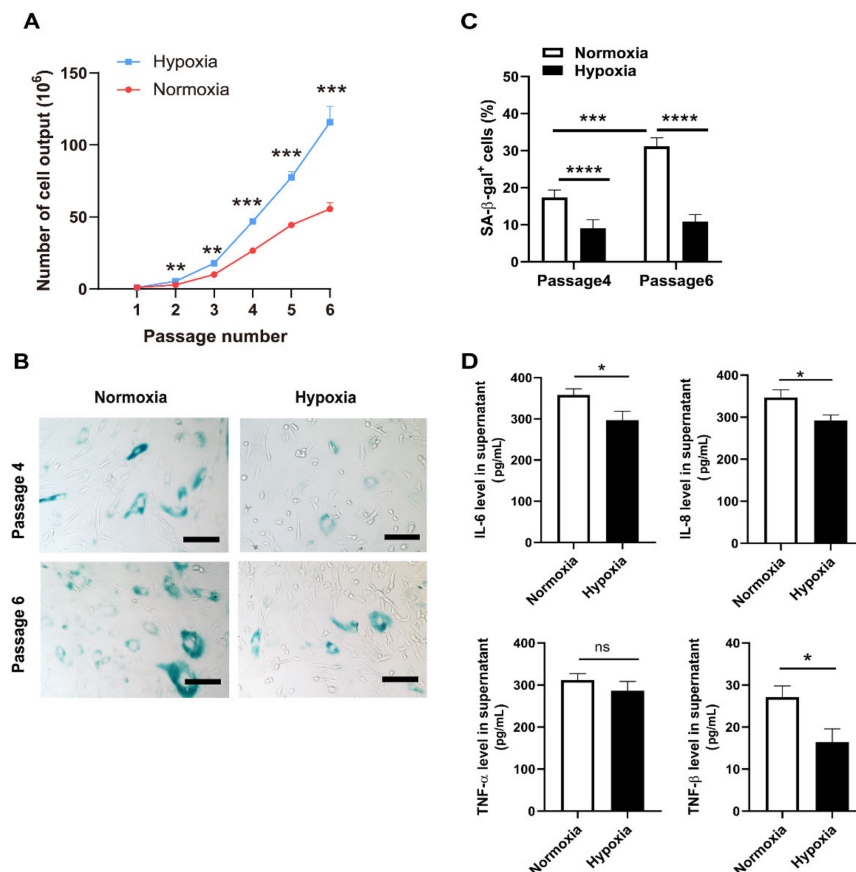 A
Hypoxia
Normoxia
Number of cell output (10⁶)
150
100
50
0
***
***
***
**
**
1 2 3 4 5 6
Passage number
B
Normoxia Hypoxia
Passage 4
Passage 6
C
Normoxia
Hypoxia
SA-β-gal⁺ cells (%)
50
40
30
20
10
0
*** ****
****
Passage4 Passage6
D
IL-6 level in supernatant
(pg/mL)
400
300
200
100
0
*
Normoxia
Hypoxia
IL-8 level in supernatant
(pg/mL)
400
300
200
100
0
*
Normoxia
Hypoxia
TNF-α level in supernatant
(pg/mL)
400
300
200
100
0
ns
Normoxia
Hypoxia
TNF-β level in supernatant
(pg/mL)
40
30
20
10
0
*
Normoxia
Hypoxia